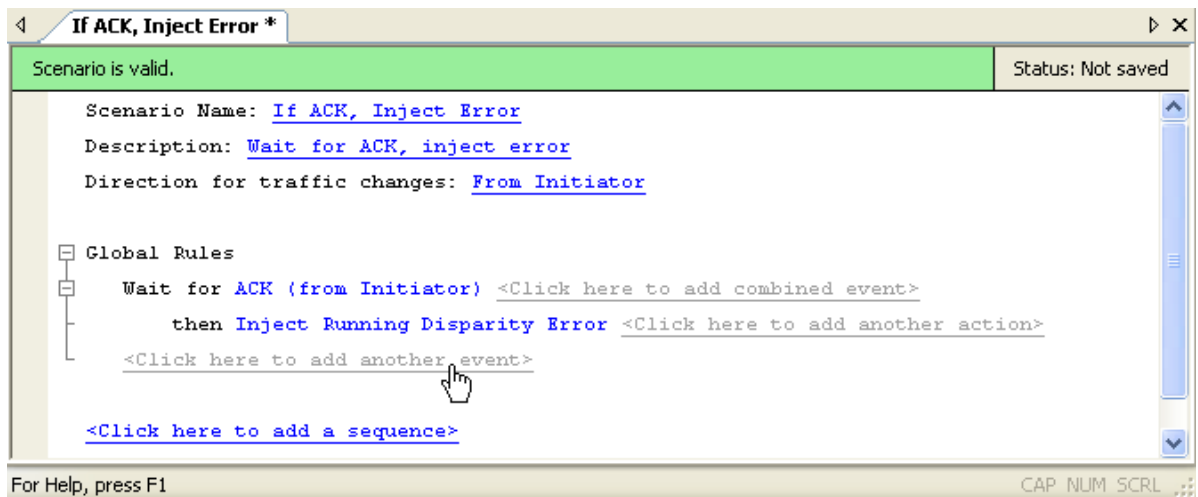 If ACK, Inject Error *
Scenario is valid. Status: Not saved
Scenario Name: If ACK, Inject Error
Description: Wait for ACK, inject error
Direction for traffic changes: From Initiator
Global Rules
Wait for ACK (from Initiator) <Click here to add combined event>
then Inject Running Disparity Error <Click here to add another action>
<Click here to add another event>
<Click here to add a sequence>
For Help, press F1 CAP NUM SCRL